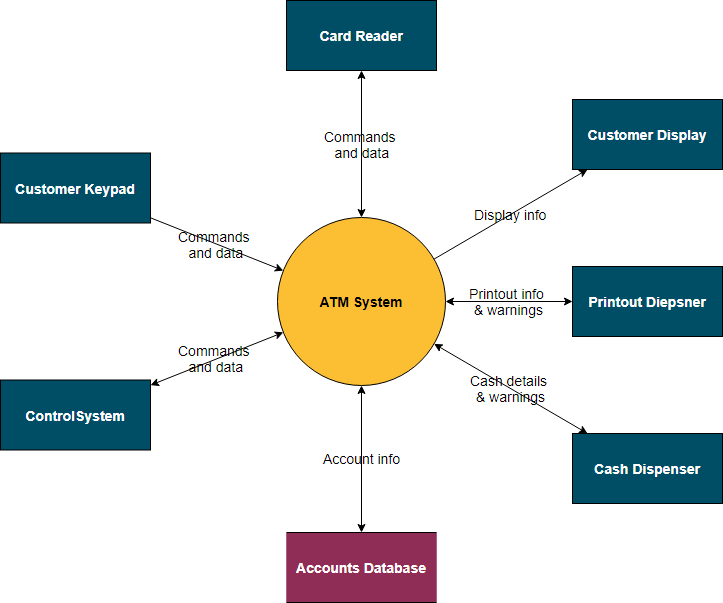 Card Reader
Customer Display
Commands
and data
Customer Keypad
Display info
Commands
and data
ATM System
Printout info
& warnings
Printout Diepsner
Commands
and data
Cash details
& warnings
ControlSystem
Account info
Cash Dispenser
Accounts Database